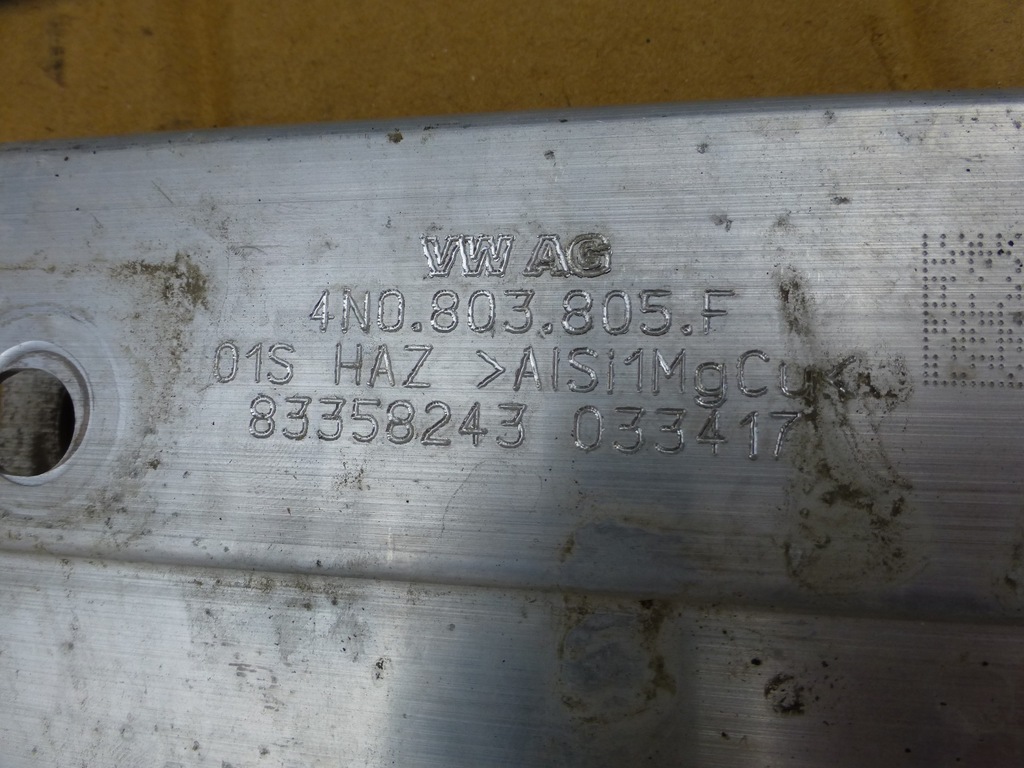 VW AG
4N0.803.805.F
01S HAZ >AlSi1MgCu<
83358243 033417